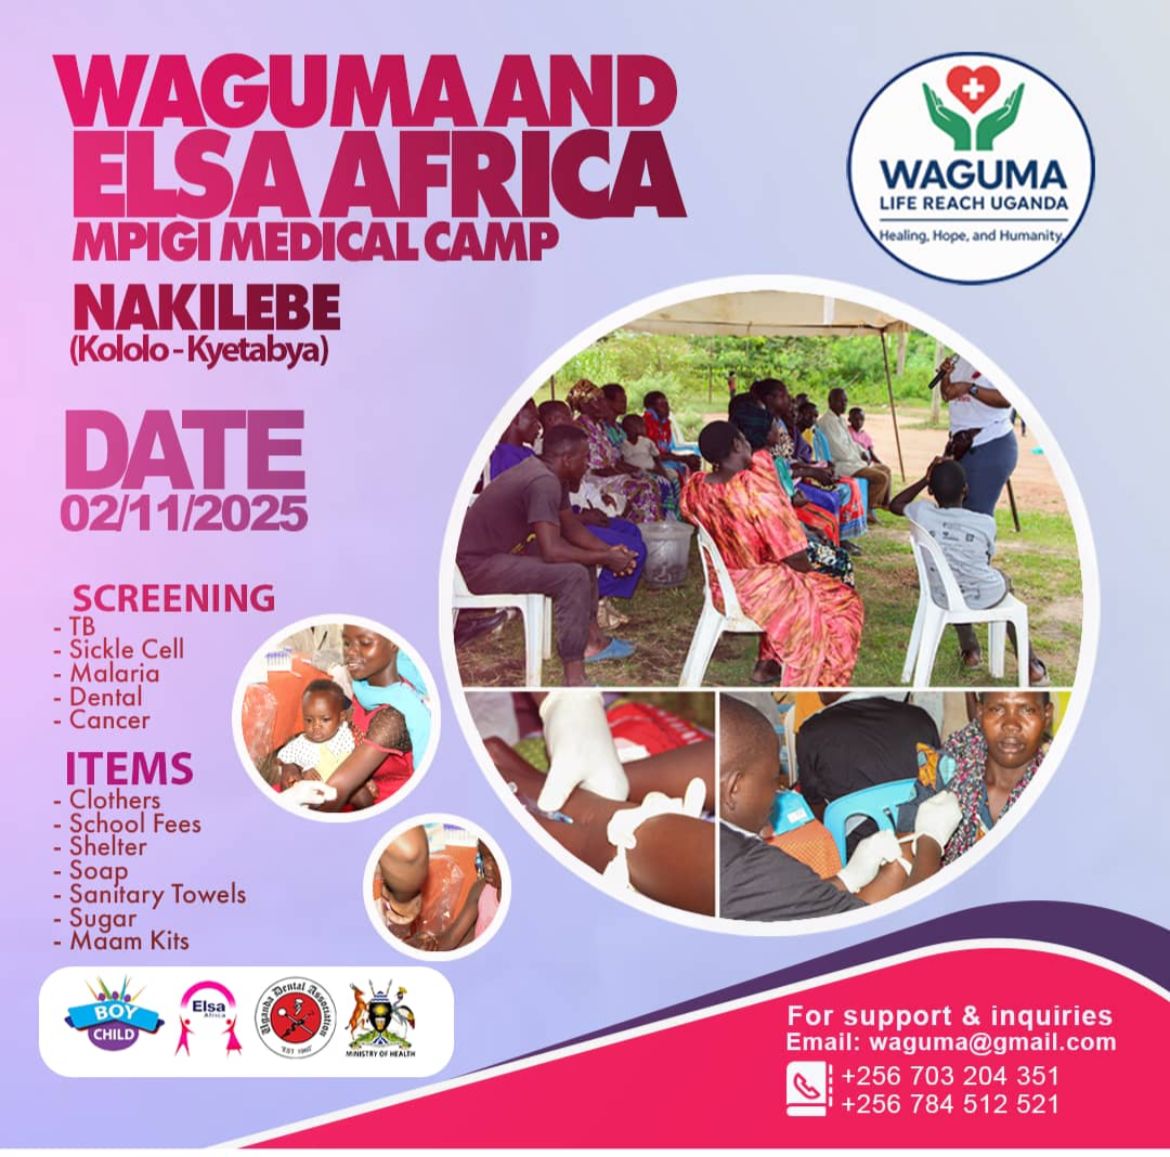 WAGUMA AND
ELSA AFRICA
MPIGI MEDICAL CAMP
NAKILEBE
(Kololo - Kyetabya)
DATE
02/11/2025
SCREENING
- TB
- Sickle Cell
- Malaria
- Dental
- Cancer
ITEMS
- Clothers
- School Fees
- Shelter
- Soap
- Sanitary Towels
- Sugar
- Maam Kits
WAGUMA
LIFE REACH UGANDA
Healing, Hope, and Humanity.
BOY
CHILD
Elsa
Africa
Uganda Dental Association
MINISTRY OF HEALTH
For support & inquiries
Email: waguma@gmail.com
+256 703 204 351
+256 784 512 521